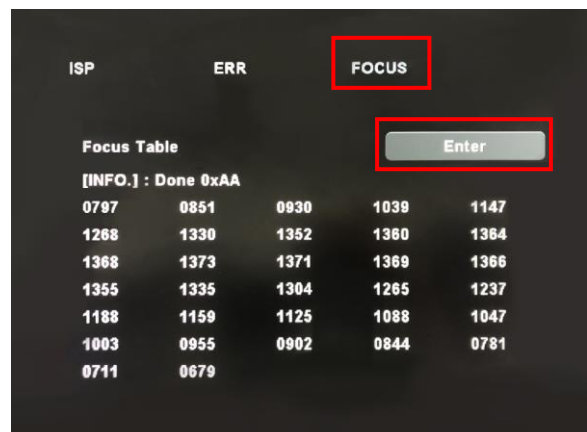 ISP ERR FOCUS
Focus Table Enter
[INFO.] : Done 0xAA
0797 0851 0930 1039 1147
1268 1330 1352 1360 1364
1368 1373 1371 1369 1366
1355 1335 1304 1265 1237
1188 1159 1125 1088 1047
1003 0955 0902 0844 0781
0711 0679